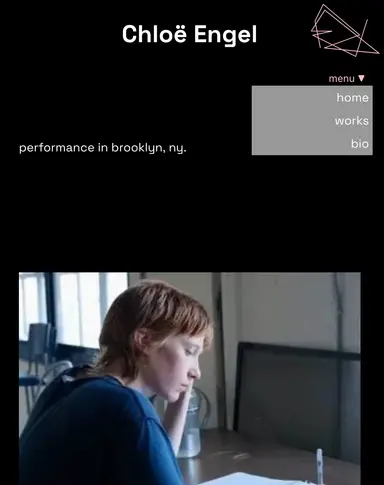 Chloë Engel
menu ▼
home
works
bio
performance in brooklyn, ny.